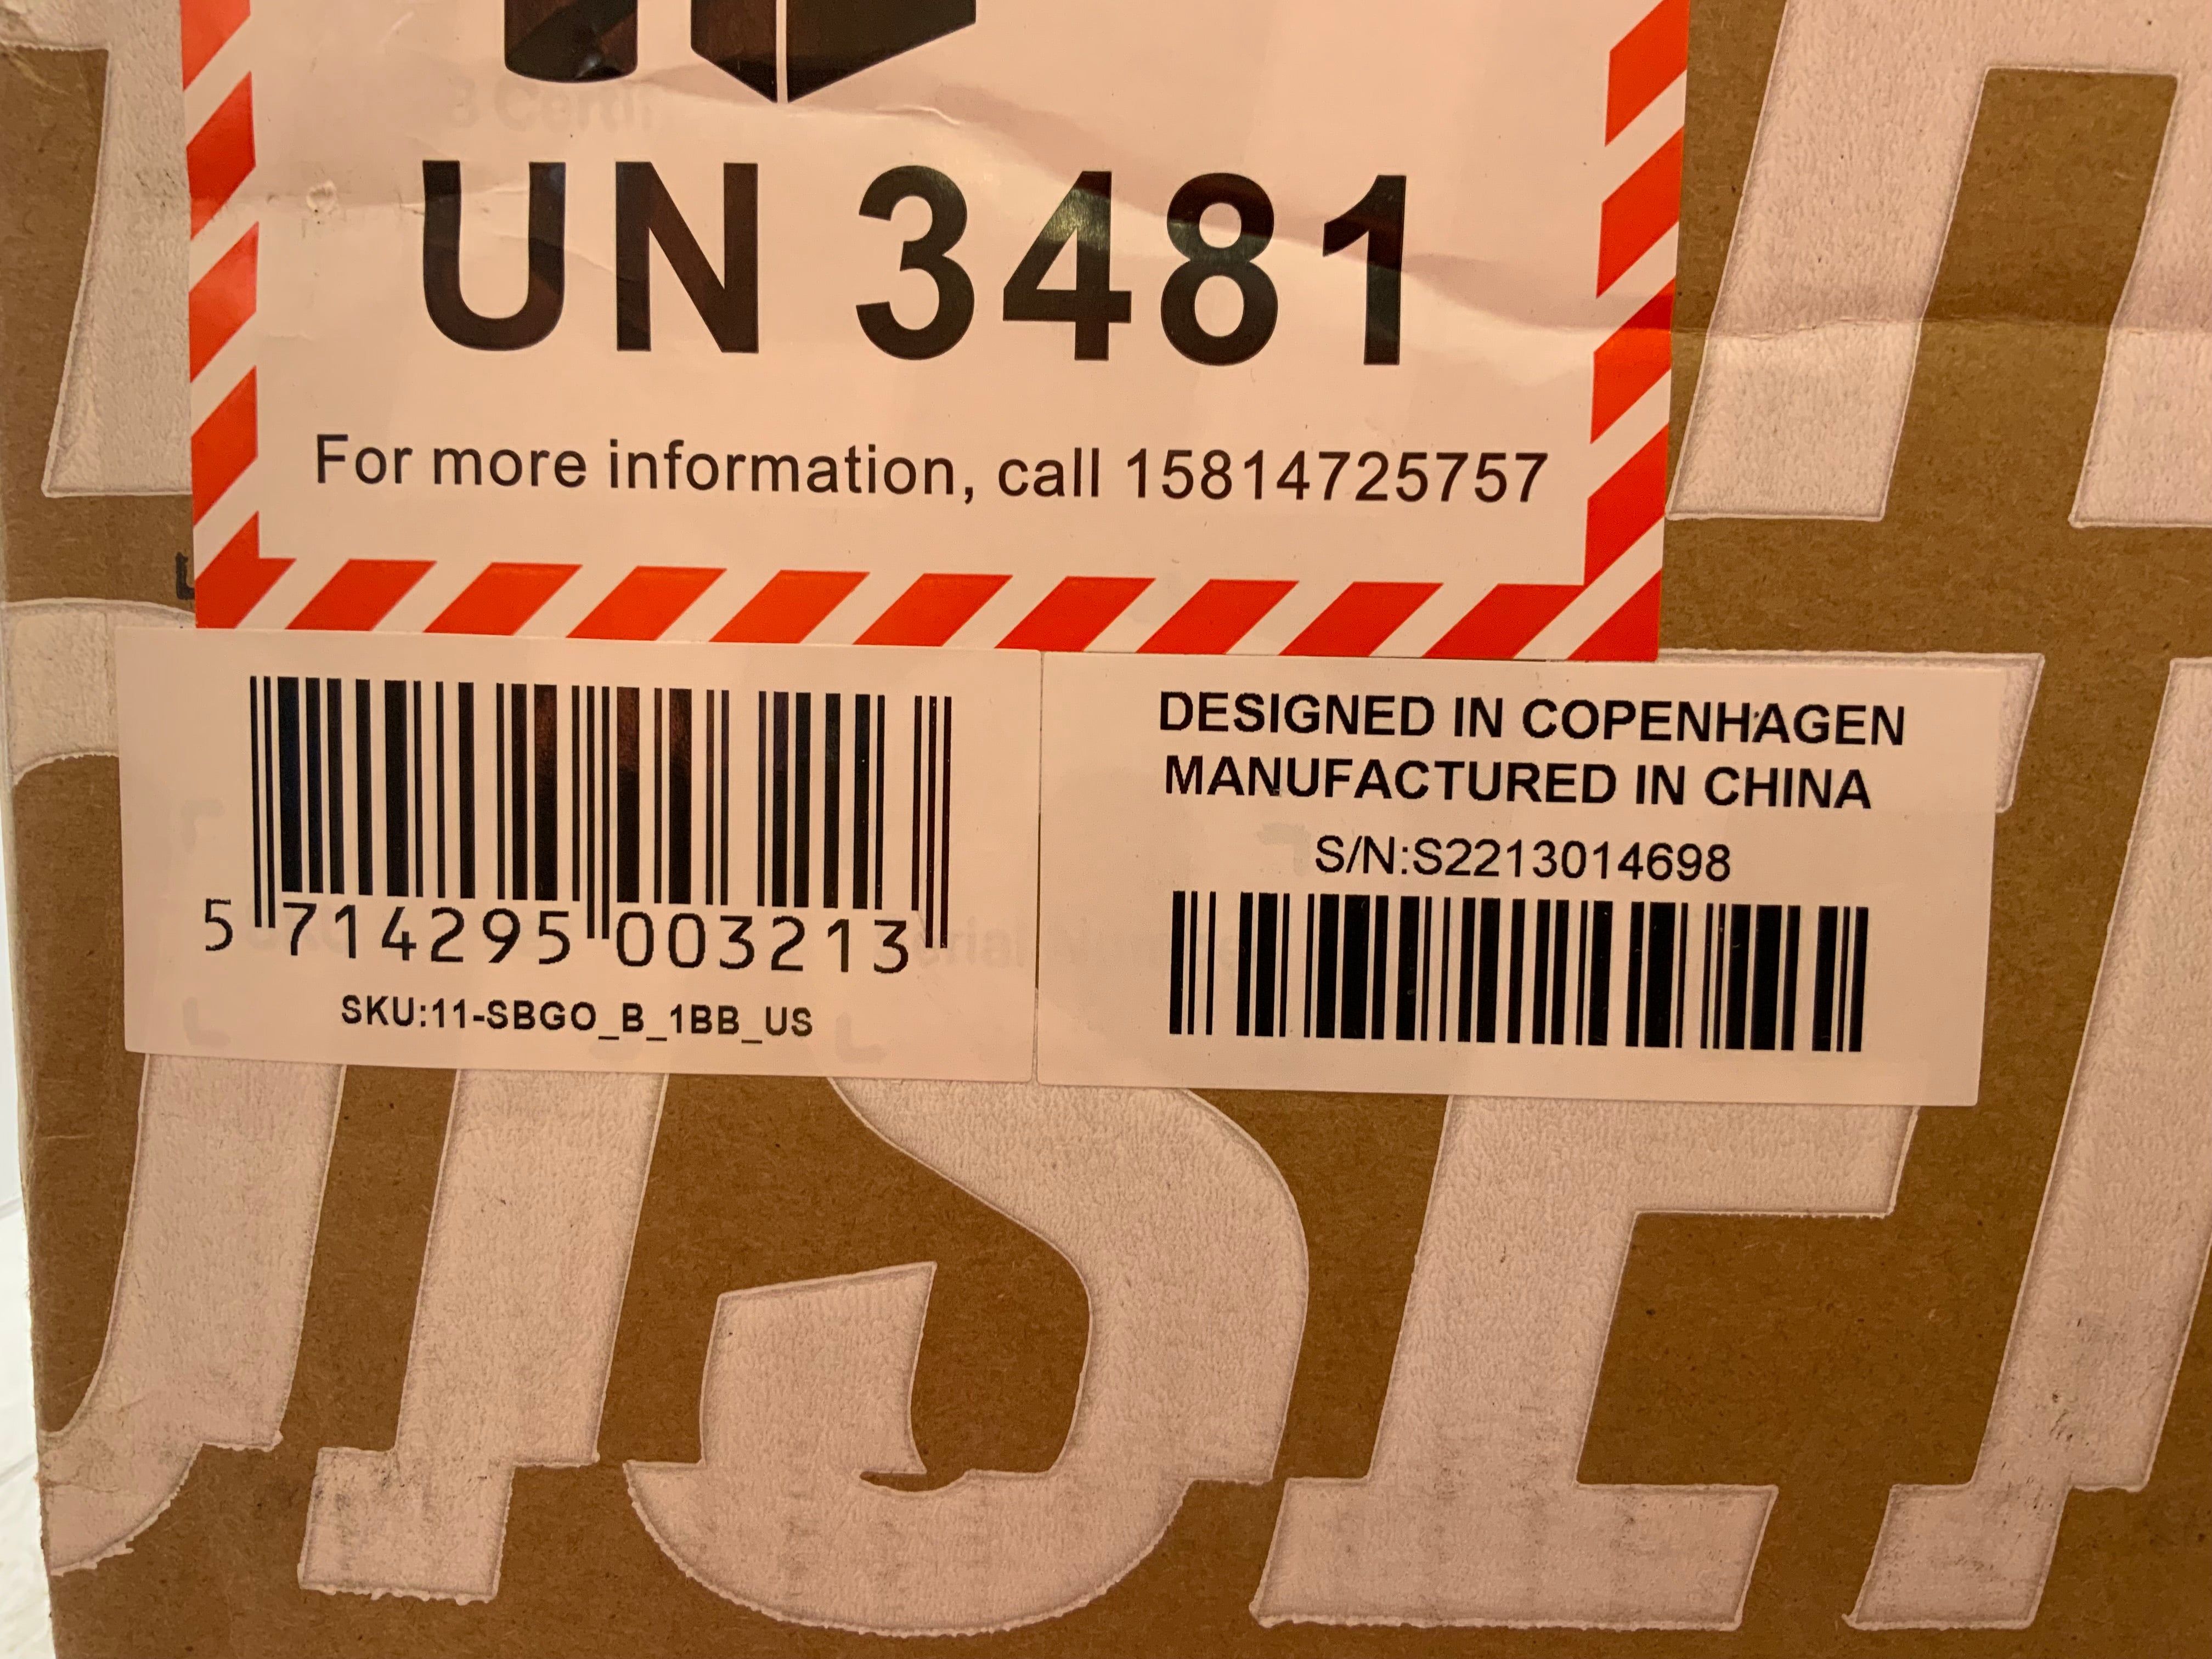 UN 3481
For more information, call 15814725757
5 714295 003213
SKU:11-SBGO_B_1BB_US
DESIGNED IN COPENHAGEN
MANUFACTURED IN CHINA
S/N:S2213014698